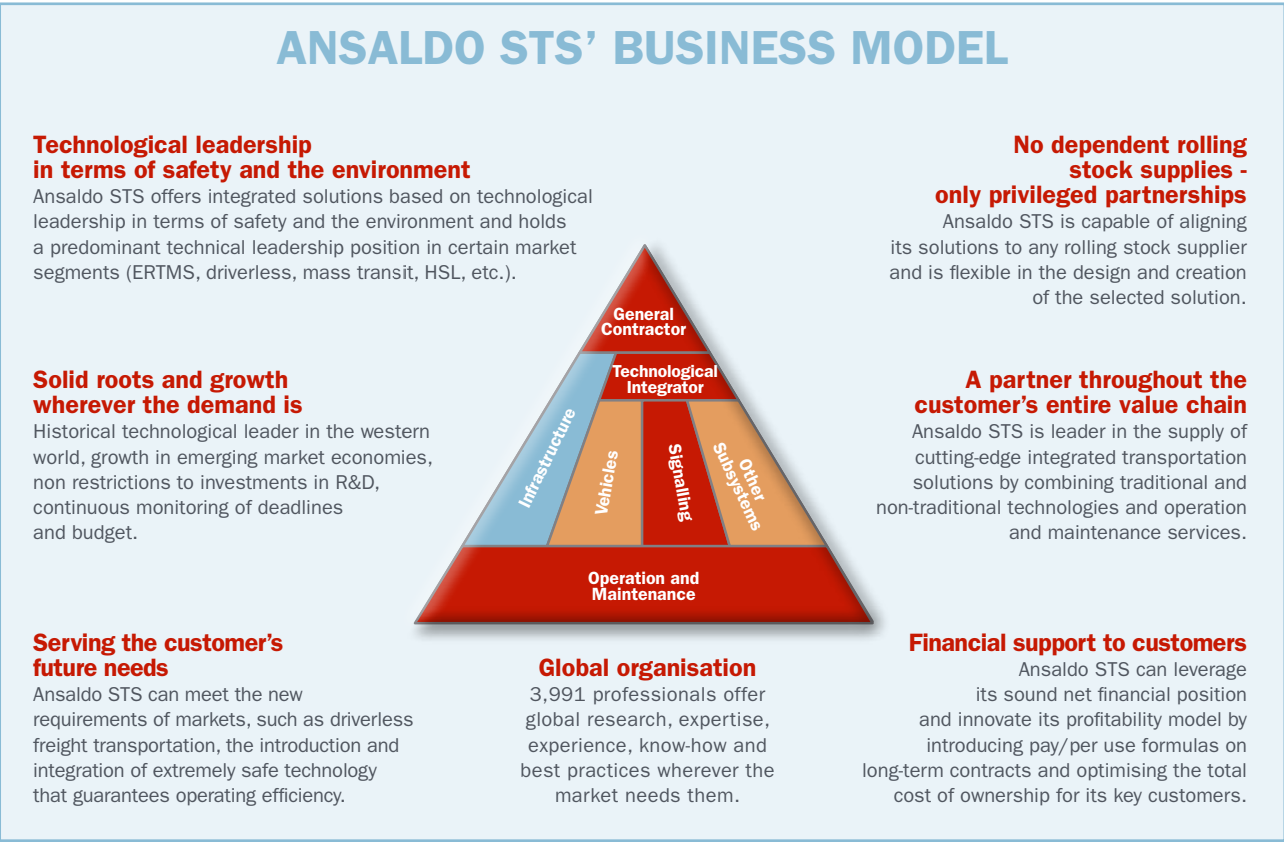 ANSALDO STS’ BUSINESS MODEL
Technological leadership
in terms of safety and the environment
Ansaldo STS offers integrated solutions based on technological
leadership in terms of safety and the environment and holds
a predominant technical leadership position in certain market
segments (ERTMS, driverless, mass transit, HSL, etc.).
No dependent rolling
stock supplies -
only privileged partnerships
Ansaldo STS is capable of aligning
its solutions to any rolling stock supplier
and is flexible in the design and creation
of the selected solution.
Solid roots and growth
wherever the demand is
Historical technological leader in the western
world, growth in emerging market economies,
non restrictions to investments in R&D,
continuous monitoring of deadlines
and budget.
General
Contractor
Technological
Integrator
Infrastructure
Vehicles
Signalling
Other
Subsystems
Operation and
Maintenance
A partner throughout the
customer’s entire value chain
Ansaldo STS is leader in the supply of
cutting-edge integrated transportation
solutions by combining traditional and
non-traditional technologies and operation
and maintenance services.
Serving the customer’s
future needs
Ansaldo STS can meet the new
requirements of markets, such as driverless
freight transportation, the introduction and
integration of extremely safe technology
that guarantees operating efficiency.
Global organisation
3,991 professionals offer
global research, expertise,
experience, know-how and
best practices wherever the
market needs them.
Financial support to customers
Ansaldo STS can leverage
its sound net financial position
and innovate its profitability model by
introducing pay/per use formulas on
long-term contracts and optimising the total
cost of ownership for its key customers.